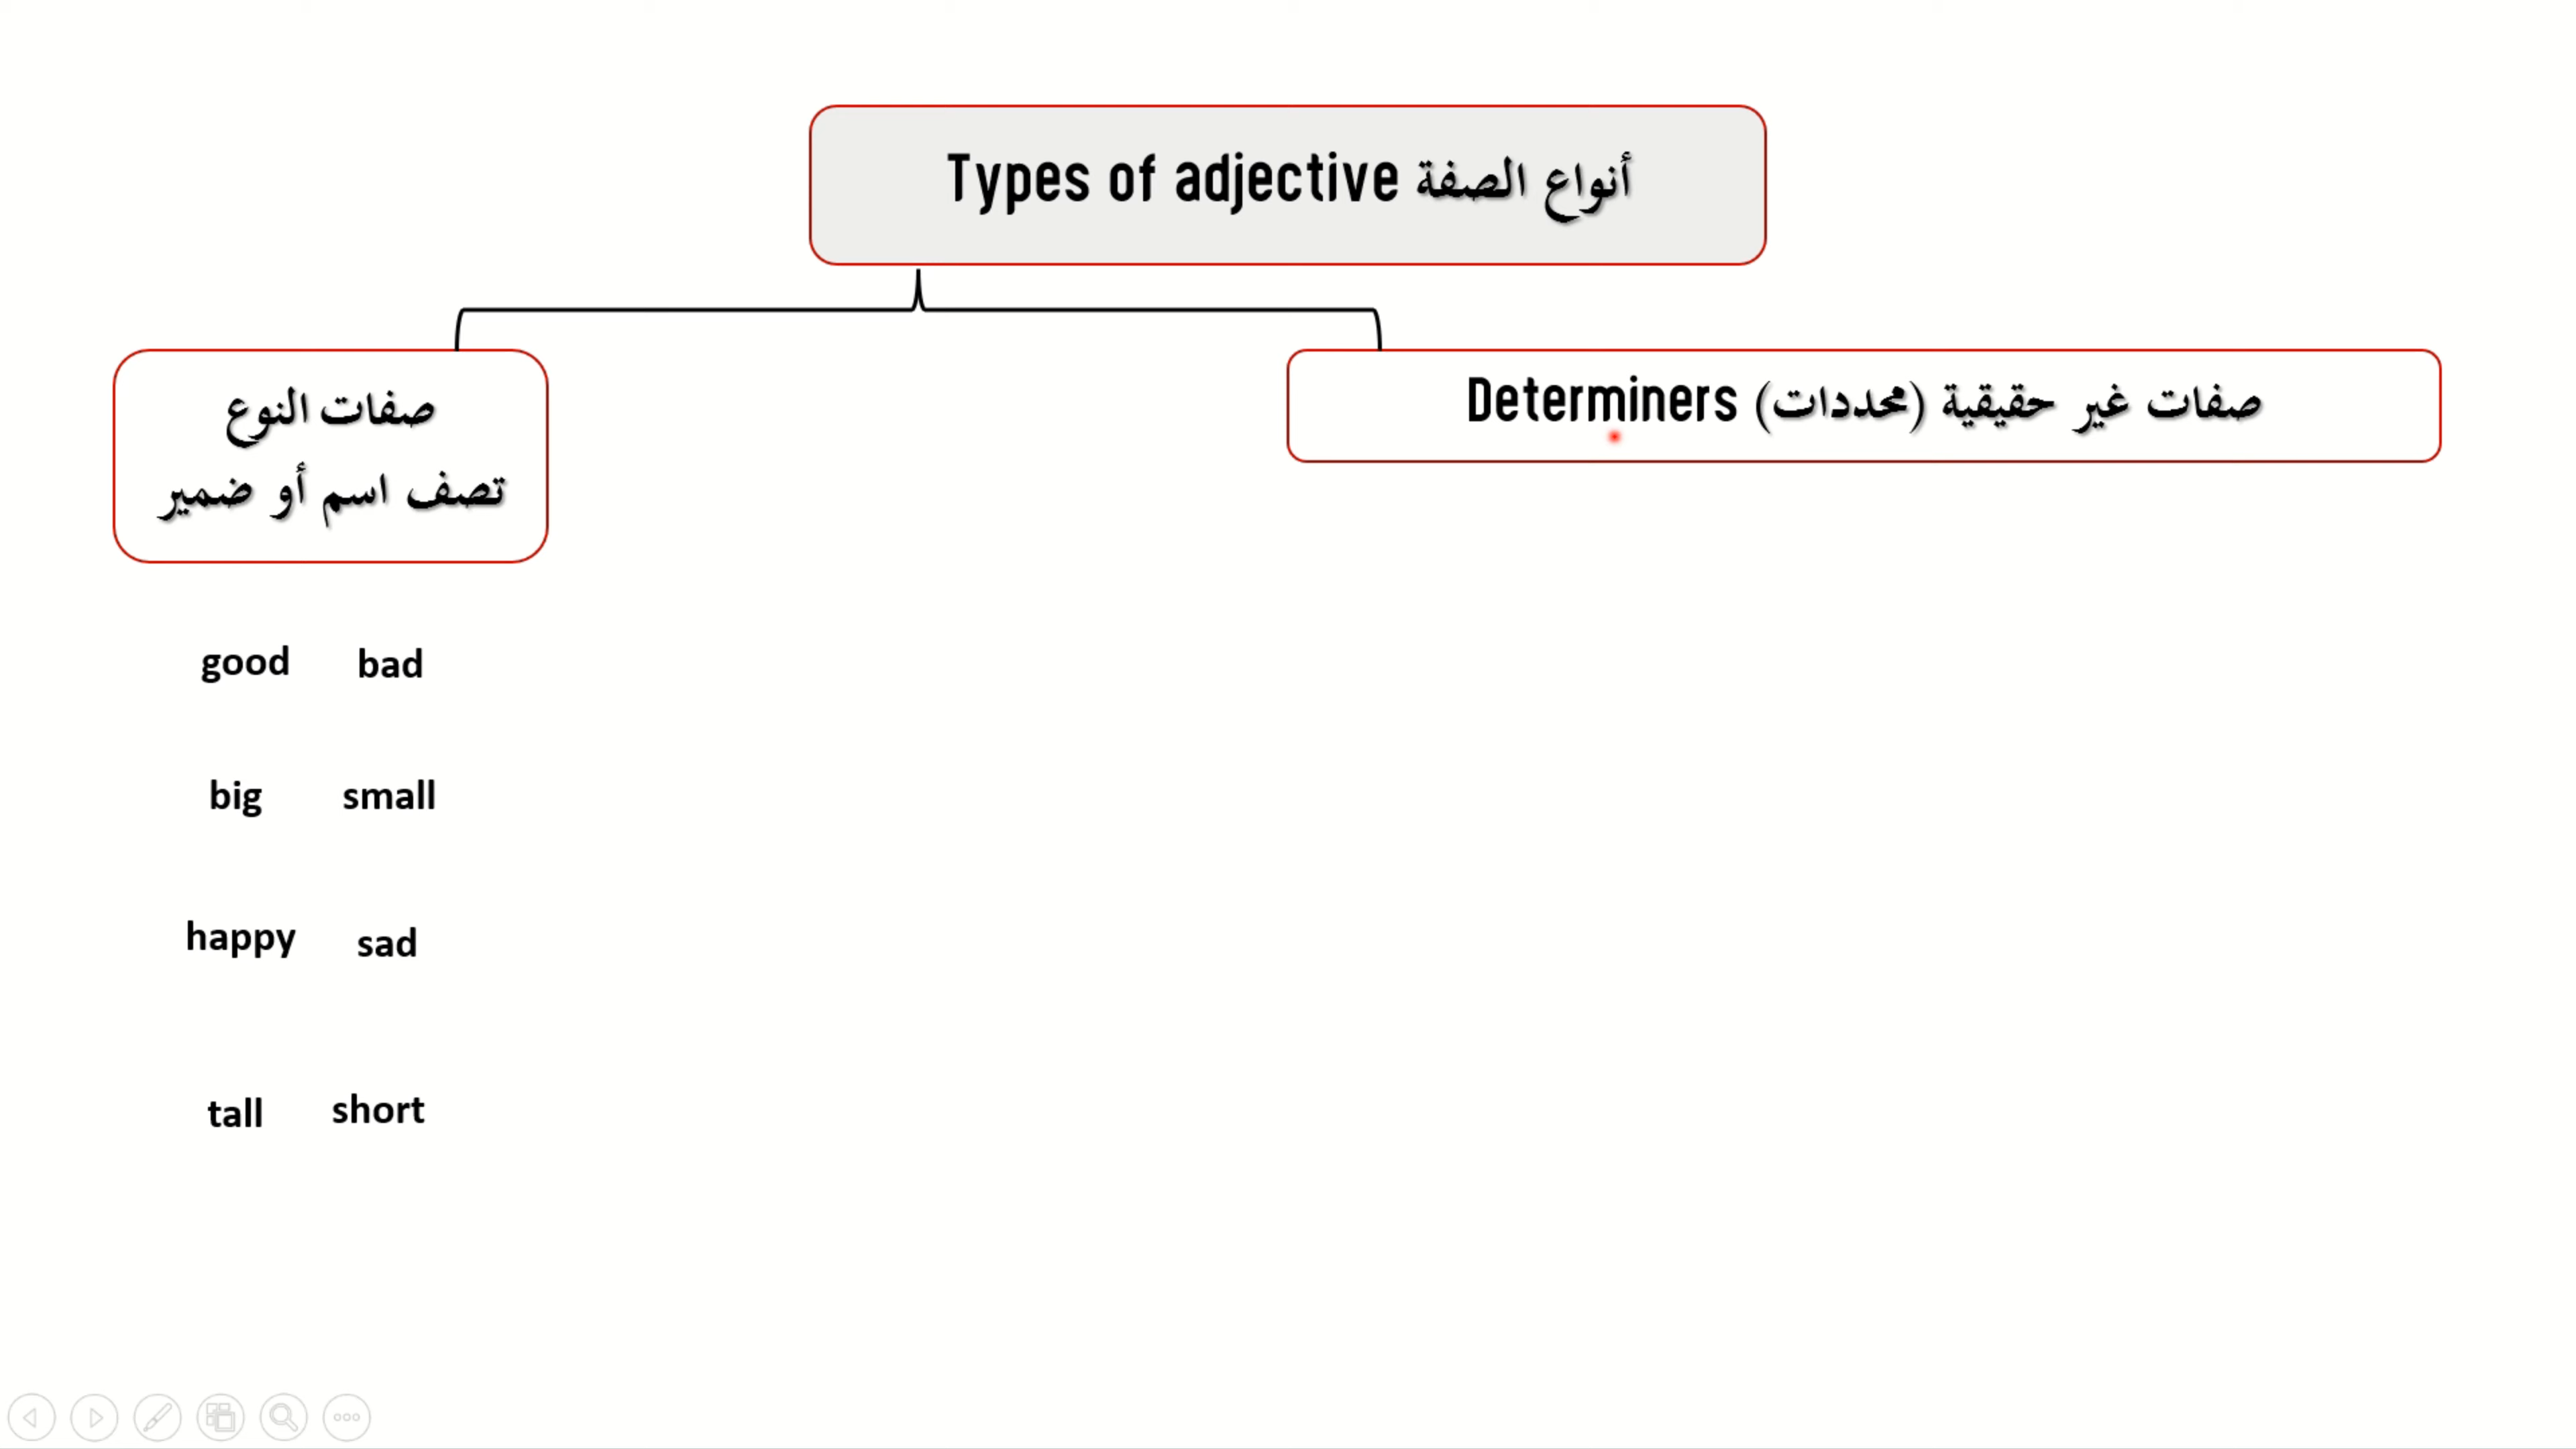 Types of adjective أنواع الصفة
صفات النوع
تصف اسم أو ضمير
Determiners صفات غير حقيقية (محددات)
good bad
big small
happy sad
tall short